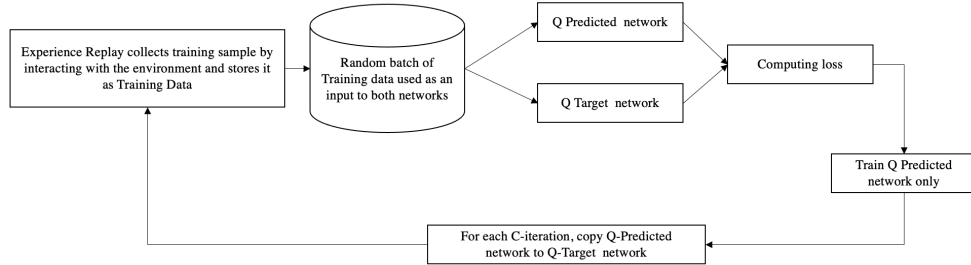 Experience Replay collects training sample by
interacting with the environment and stores it
as Training Data
Random batch of
Training data used as an
input to both networks
Q Predicted network
Q Target network
Computing loss
Train Q Predicted
network only
For each C-iteration, copy Q-Predicted
network to Q-Target network